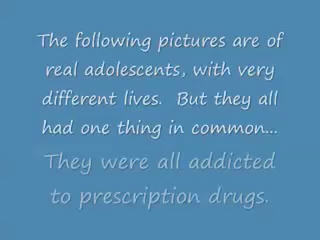 The following pictures are of
real adolescents, with very
different lives.  But they all
had one thing in common...
They were all addicted
to prescription drugs.